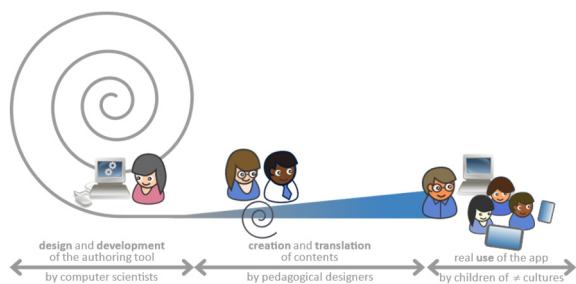 design and development
of the authoring tool
by computer scientists
creation and translation
of contents
by pedagogical designers
real use of the app
by children of ≠ cultures